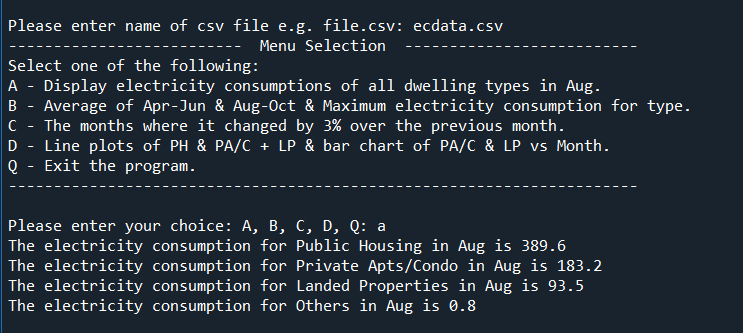 Please enter name of csv file e.g. file.csv: ecdata.csv
-------------------------- Menu Selection --------------------------
Select one of the following:
A - Display electricity consumptions of all dwelling types in Aug.
B - Average of Apr-Jun & Aug-Oct & Maximum electricity consumption for type.
C - The months where it changed by 3% over the previous month.
D - Line plots of PH & PA/C + LP & bar chart of PA/C & LP vs Month.
Q - Exit the program.
----------------------------------------------------------------------
Please enter your choice: A, B, C, D, Q: a
The electricity consumption for Public Housing in Aug is 389.6
The electricity consumption for Private Apts/Condo in Aug is 183.2
The electricity consumption for Landed Properties in Aug is 93.5
The electricity consumption for Others in Aug is 0.8